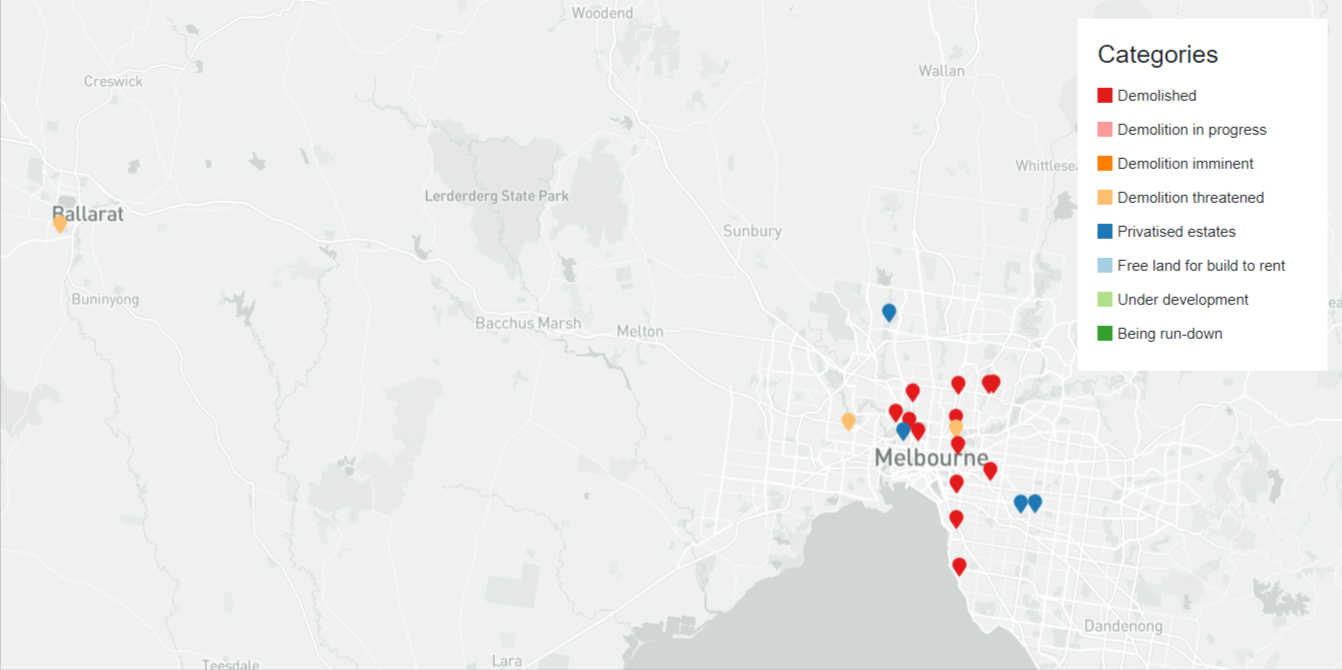 Woodend
Creswick
Wallan
Lerderderg State Park
Whittlesea
Ballarat
Sunbury
Buninyong
Bacchus Marsh
Melton
Melbourne
Dandenong
Lara
Teesdale
Categories
Demolished
Demolition in progress
Demolition imminent
Demolition threatened
Privatised estates
Free land for build to rent
Under development
Being run-down